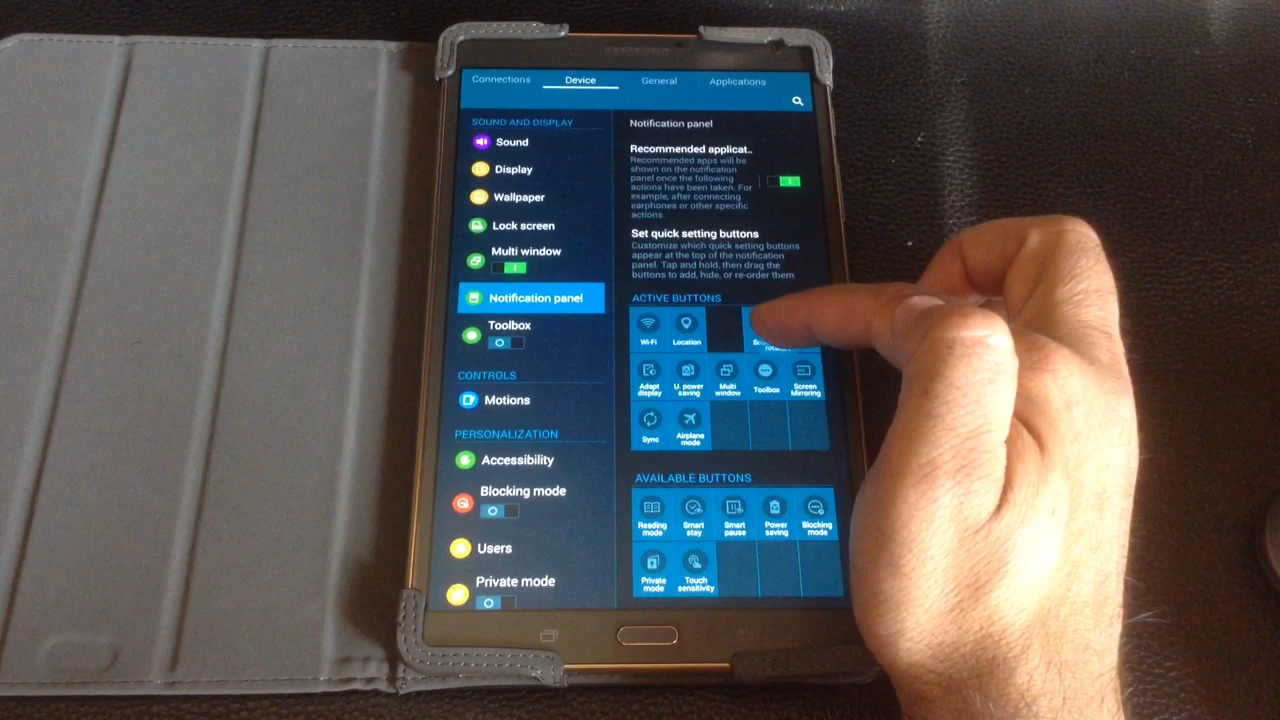 Connections Device General Applications
SOUND AND DISPLAY
Sound
Display
Wallpaper
Lock screen
Multi window
Notification panel
Toolbox
CONTROLS
Motions
PERSONALIZATION
Accessibility
Blocking mode
Users
Private mode
Notification panel
Recommended applicat..
Recommended apps will be
shown on the notification
panel once the following
actions have been taken. For
example, after connecting
earphones or other specific
actions.
Set quick setting buttons
Customize which quick setting buttons
appear at the top of the notification
panel. Tap and hold, then drag the
buttons to add, hide, or re-order them.
ACTIVE BUTTONS
Wi-Fi Location
Adapt display U. power saving Multi window Toolbox Screen Mirroring
Sync Airplane mode
AVAILABLE BUTTONS
Reading mode Smart stay Smart pause Power saving Blocking mode
Private mode Touch sensitivity